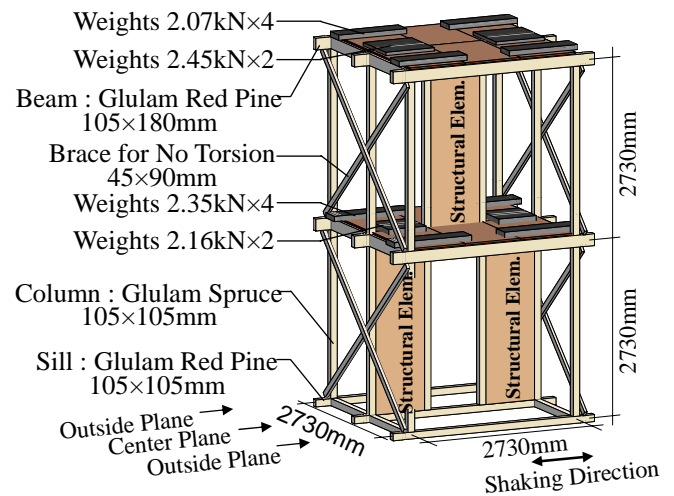 Weights 2.07kN×4
Weights 2.45kN×2
Beam : Glulam Red Pine
105×180mm
Brace for No Torsion
45×90mm
Weights 2.35kN×4
Weights 2.16kN×2
Column : Glulam Spruce
105×105mm
Sill : Glulam Red Pine
105×105mm
Outside Plane
Center Plane
Outside Plane
2730mm
2730mm
Shaking Direction
2730mm
2730mm
Structural Elem.
Structural Elem.
Structural Elem.